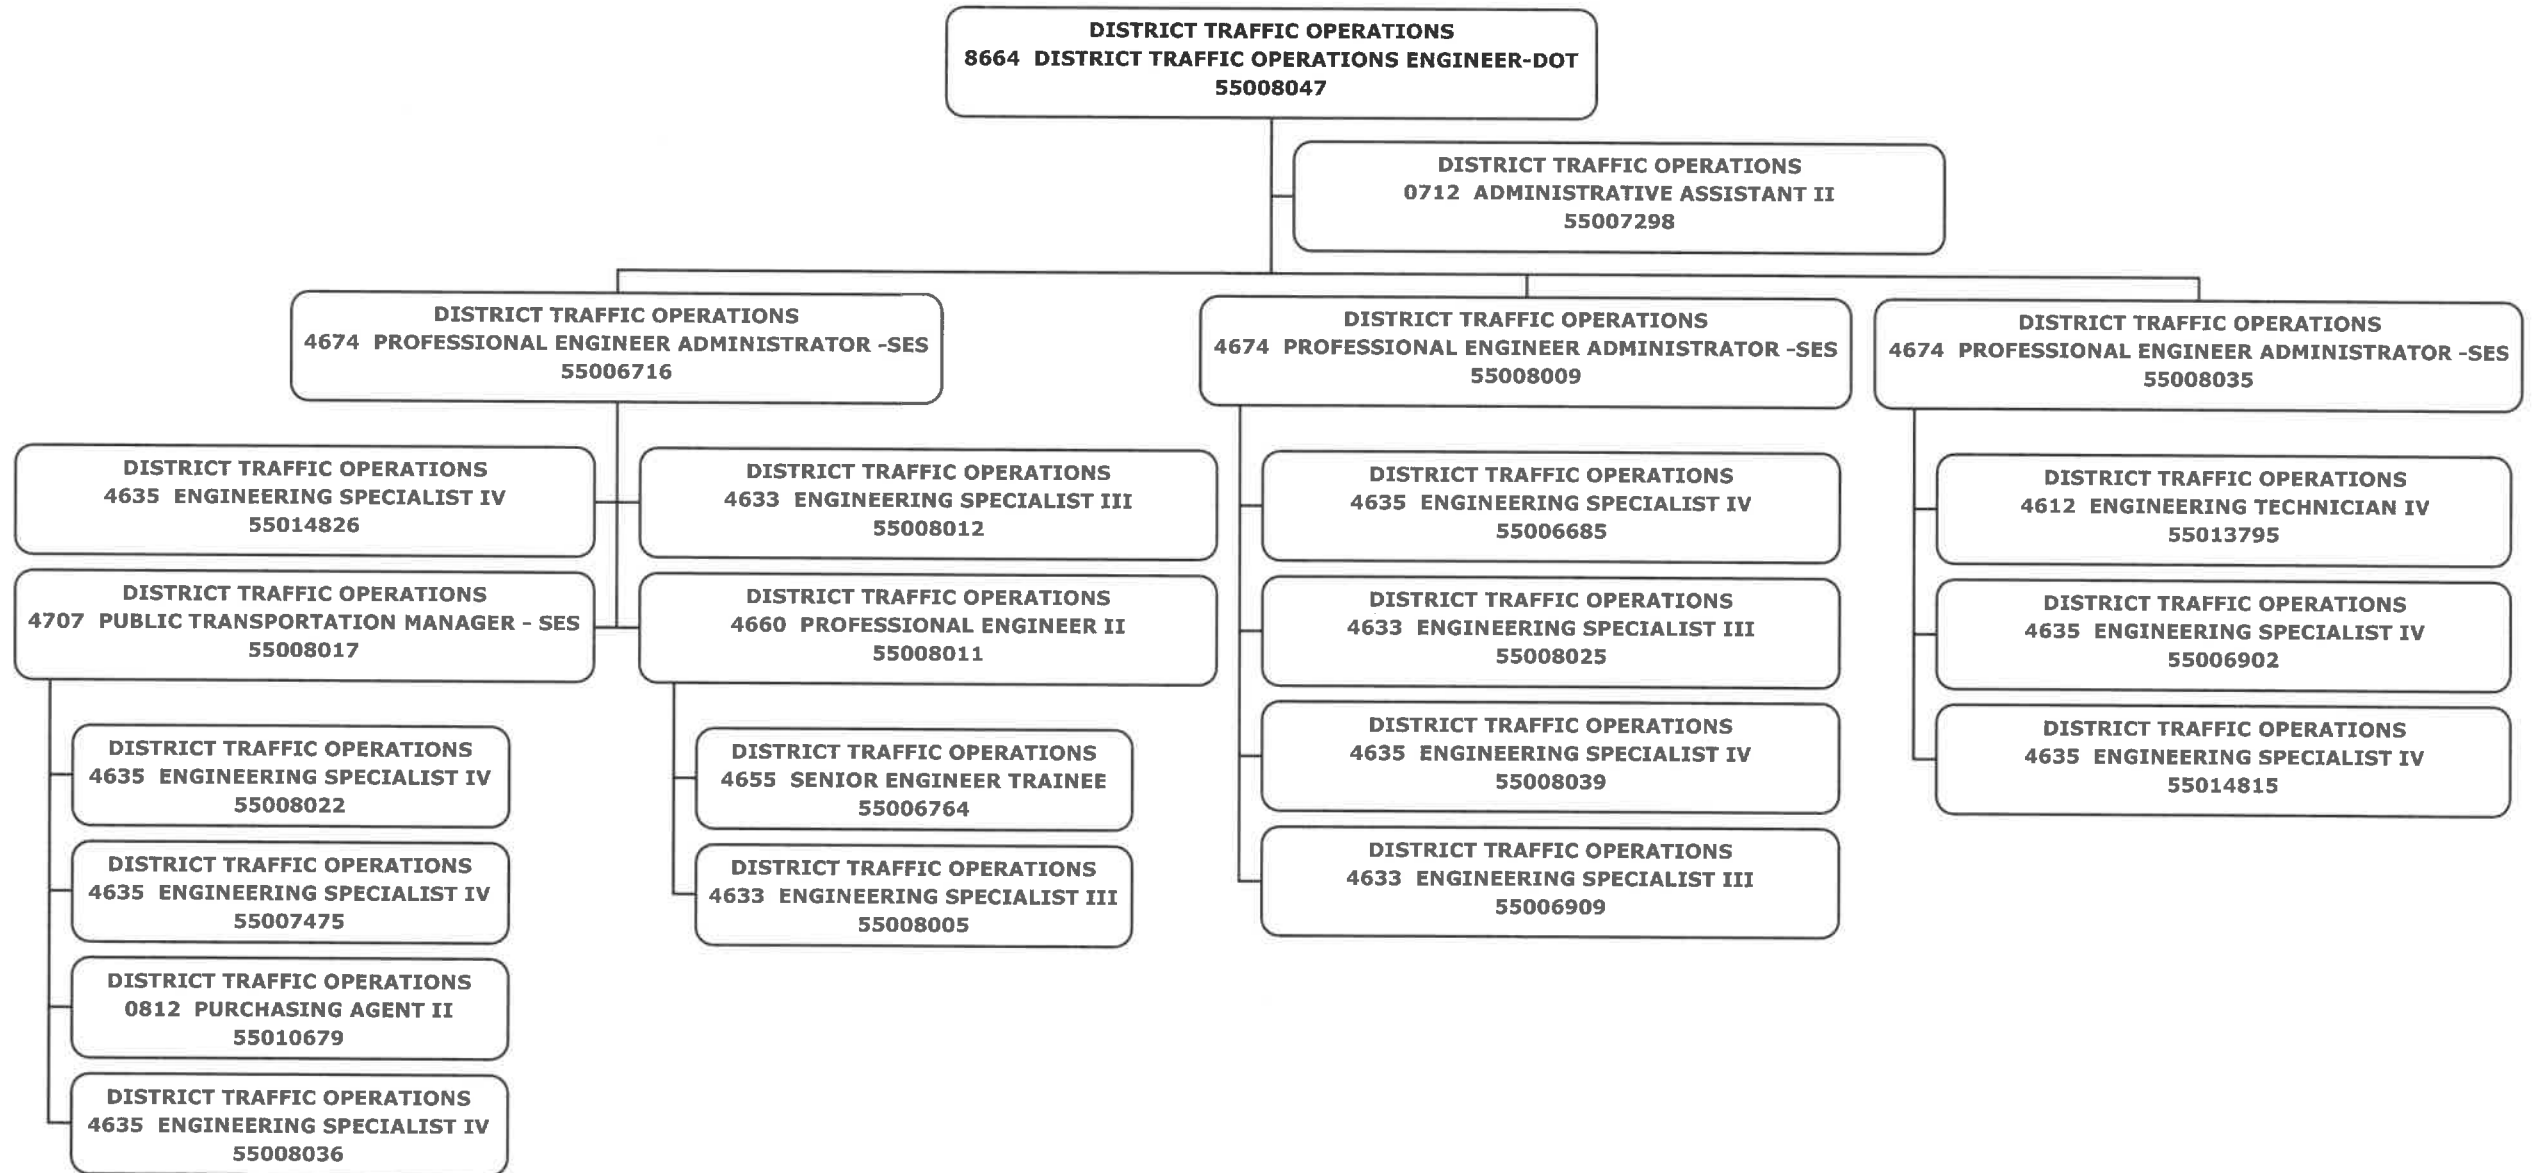 DISTRICT TRAFFIC OPERATIONS
8664 DISTRICT TRAFFIC OPERATIONS ENGINEER-DOT
55008047
DISTRICT TRAFFIC OPERATIONS
0712 ADMINISTRATIVE ASSISTANT II
55007298
DISTRICT TRAFFIC OPERATIONS
4674 PROFESSIONAL ENGINEER ADMINISTRATOR -SES
55006716
DISTRICT TRAFFIC OPERATIONS
4674 PROFESSIONAL ENGINEER ADMINISTRATOR -SES
55008009
DISTRICT TRAFFIC OPERATIONS
4674 PROFESSIONAL ENGINEER ADMINISTRATOR -SES
55008035
DISTRICT TRAFFIC OPERATIONS
4635 ENGINEERING SPECIALIST IV
55014826
DISTRICT TRAFFIC OPERATIONS
4633 ENGINEERING SPECIALIST III
55008012
DISTRICT TRAFFIC OPERATIONS
4707 PUBLIC TRANSPORTATION MANAGER - SES
55008017
DISTRICT TRAFFIC OPERATIONS
4660 PROFESSIONAL ENGINEER II
55008011
DISTRICT TRAFFIC OPERATIONS
4635 ENGINEERING SPECIALIST IV
55008022
DISTRICT TRAFFIC OPERATIONS
4635 ENGINEERING SPECIALIST IV
55007475
DISTRICT TRAFFIC OPERATIONS
0812 PURCHASING AGENT II
55010679
DISTRICT TRAFFIC OPERATIONS
4635 ENGINEERING SPECIALIST IV
55008036
DISTRICT TRAFFIC OPERATIONS
4655 SENIOR ENGINEER TRAINEE
55006764
DISTRICT TRAFFIC OPERATIONS
4633 ENGINEERING SPECIALIST III
55008005
DISTRICT TRAFFIC OPERATIONS
4635 ENGINEERING SPECIALIST IV
55006685
DISTRICT TRAFFIC OPERATIONS
4633 ENGINEERING SPECIALIST III
55008025
DISTRICT TRAFFIC OPERATIONS
4635 ENGINEERING SPECIALIST IV
55008039
DISTRICT TRAFFIC OPERATIONS
4633 ENGINEERING SPECIALIST III
55006909
DISTRICT TRAFFIC OPERATIONS
4612 ENGINEERING TECHNICIAN IV
55013795
DISTRICT TRAFFIC OPERATIONS
4635 ENGINEERING SPECIALIST IV
55006902
DISTRICT TRAFFIC OPERATIONS
4635 ENGINEERING SPECIALIST IV
55014815